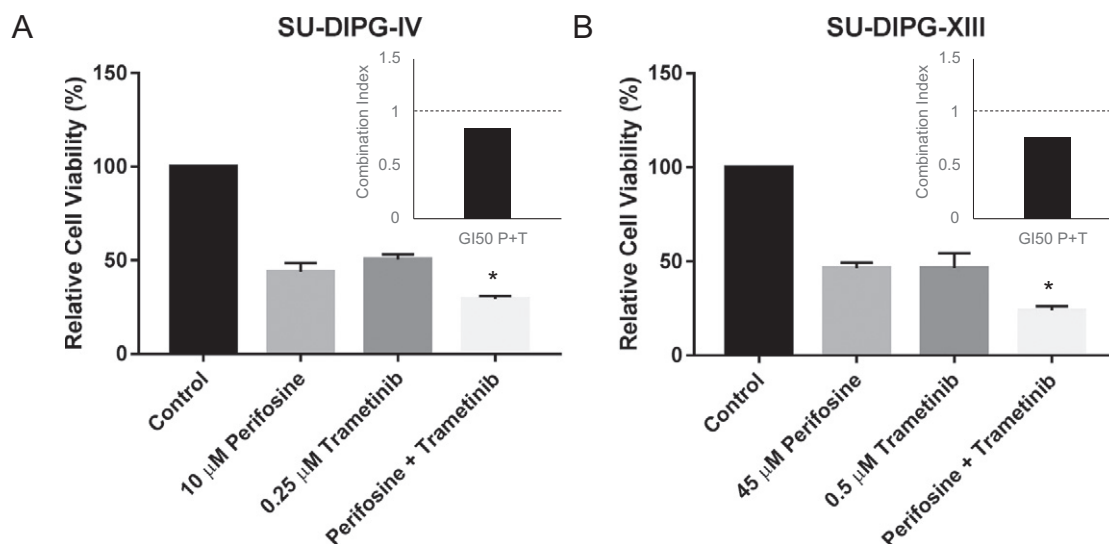 A
SU-DIPG-IV
Relative Cell Viability (%)
150
100
50
0
Control
10 μM Perifosine
0.25 μM Trametinib
Perifosine + Trametinib
*
Combination Index
1.5
1
0.5
0
GI50 P+T
B
SU-DIPG-XIII
Relative Cell Viability (%)
150
100
50
0
Control
45 μM Perifosine
0.5 μM Trametinib
Perifosine + Trametinib
*
Combination Index
1.5
1
0.5
0
GI50 P+T